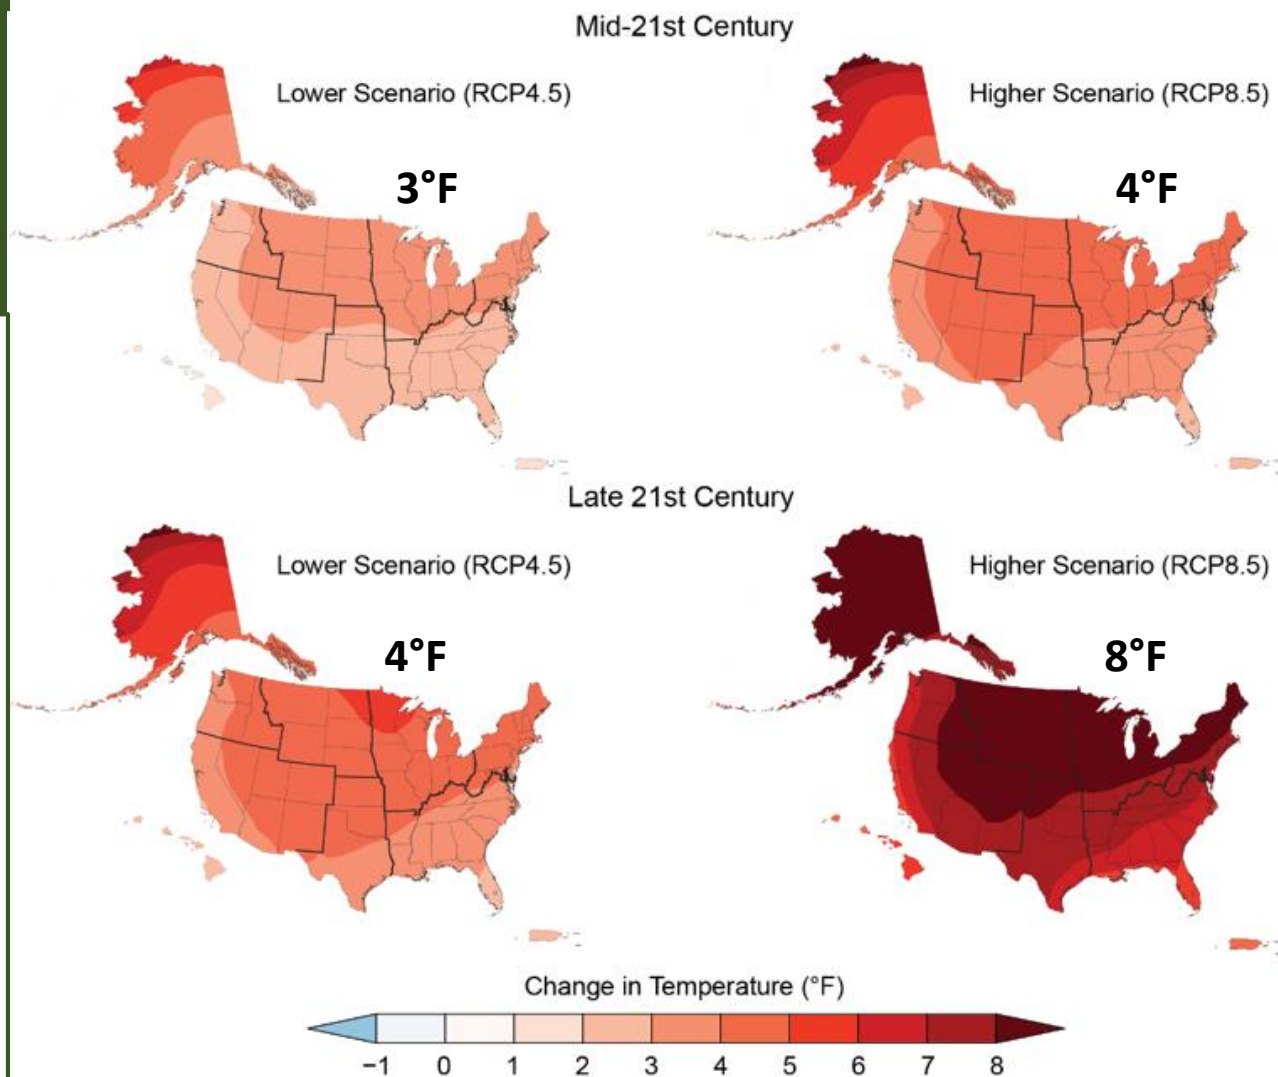 Mid-21st Century
Lower Scenario (RCP4.5)
Higher Scenario (RCP8.5)
3°F
4°F
Late 21st Century
Lower Scenario (RCP4.5)
Higher Scenario (RCP8.5)
4°F
8°F
Change in Temperature (°F)
−1 0 1 2 3 4 5 6 7 8